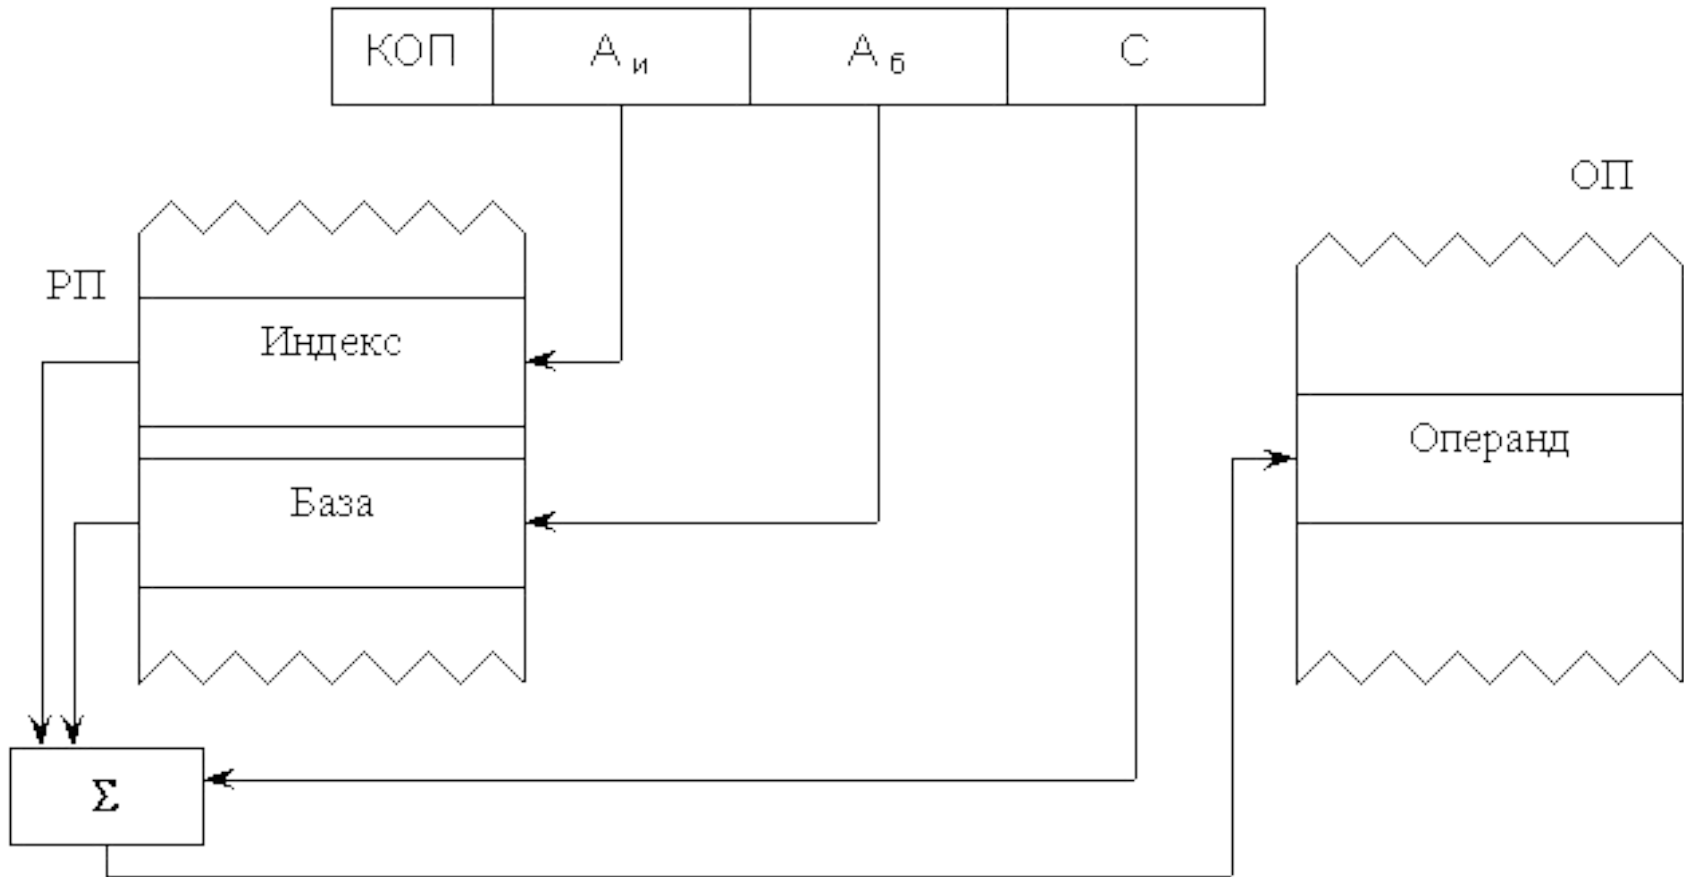 КОП А и А б С
ОП
РП
Индекс
Операнд
База
Σ